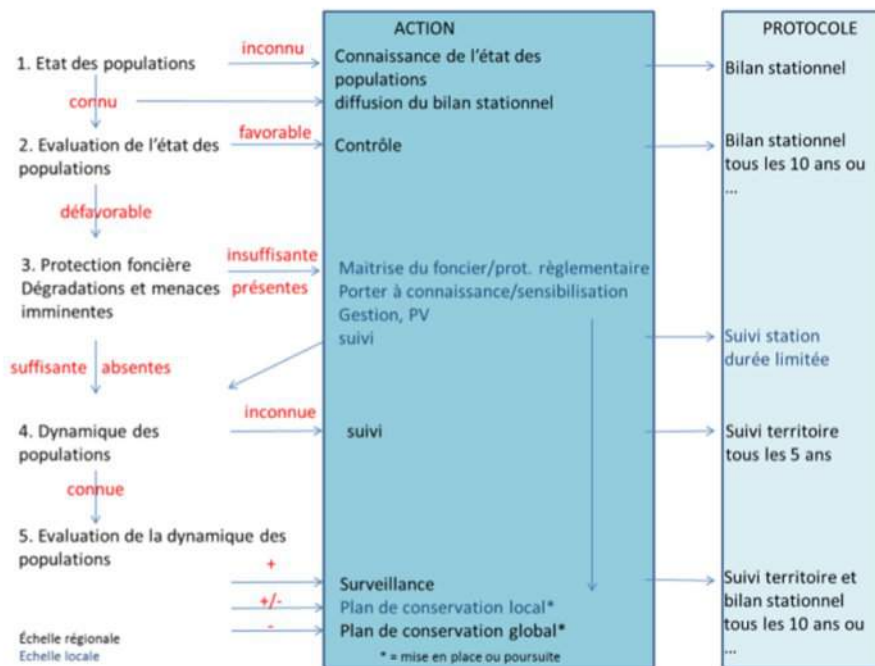 ACTION
PROTOCOLE
inconnu
1. Etat des populations
Connaissance de l'état des
populations
Bilan stationnel
connu
diffusion du bilan stationnel
favorable
2. Evaluation de l'état des
populations
Contrôle
Bilan stationnel
tous les 10 ans ou
...
défavorable
insuffisante
3. Protection foncière
Dégradations et menaces
imminentes
présentes
Maitrise du foncier/prot. règlementaire
Porter à connaissance/sensibilisation
Gestion, PV
suivi
Suivi station
durée limitée
suffisante
absentes
inconnue
4. Dynamique des
populations
suivi
Suivi territoire
tous les 5 ans
connue
5. Evaluation de la dynamique des
populations
+
Surveillance
Suivi territoire et
bilan stationnel
tous les 10 ans ou
...
+/-
Plan de conservation local*
-
Plan de conservation global*
Échelle régionale
Echelle locale
* = mise en place ou poursuite